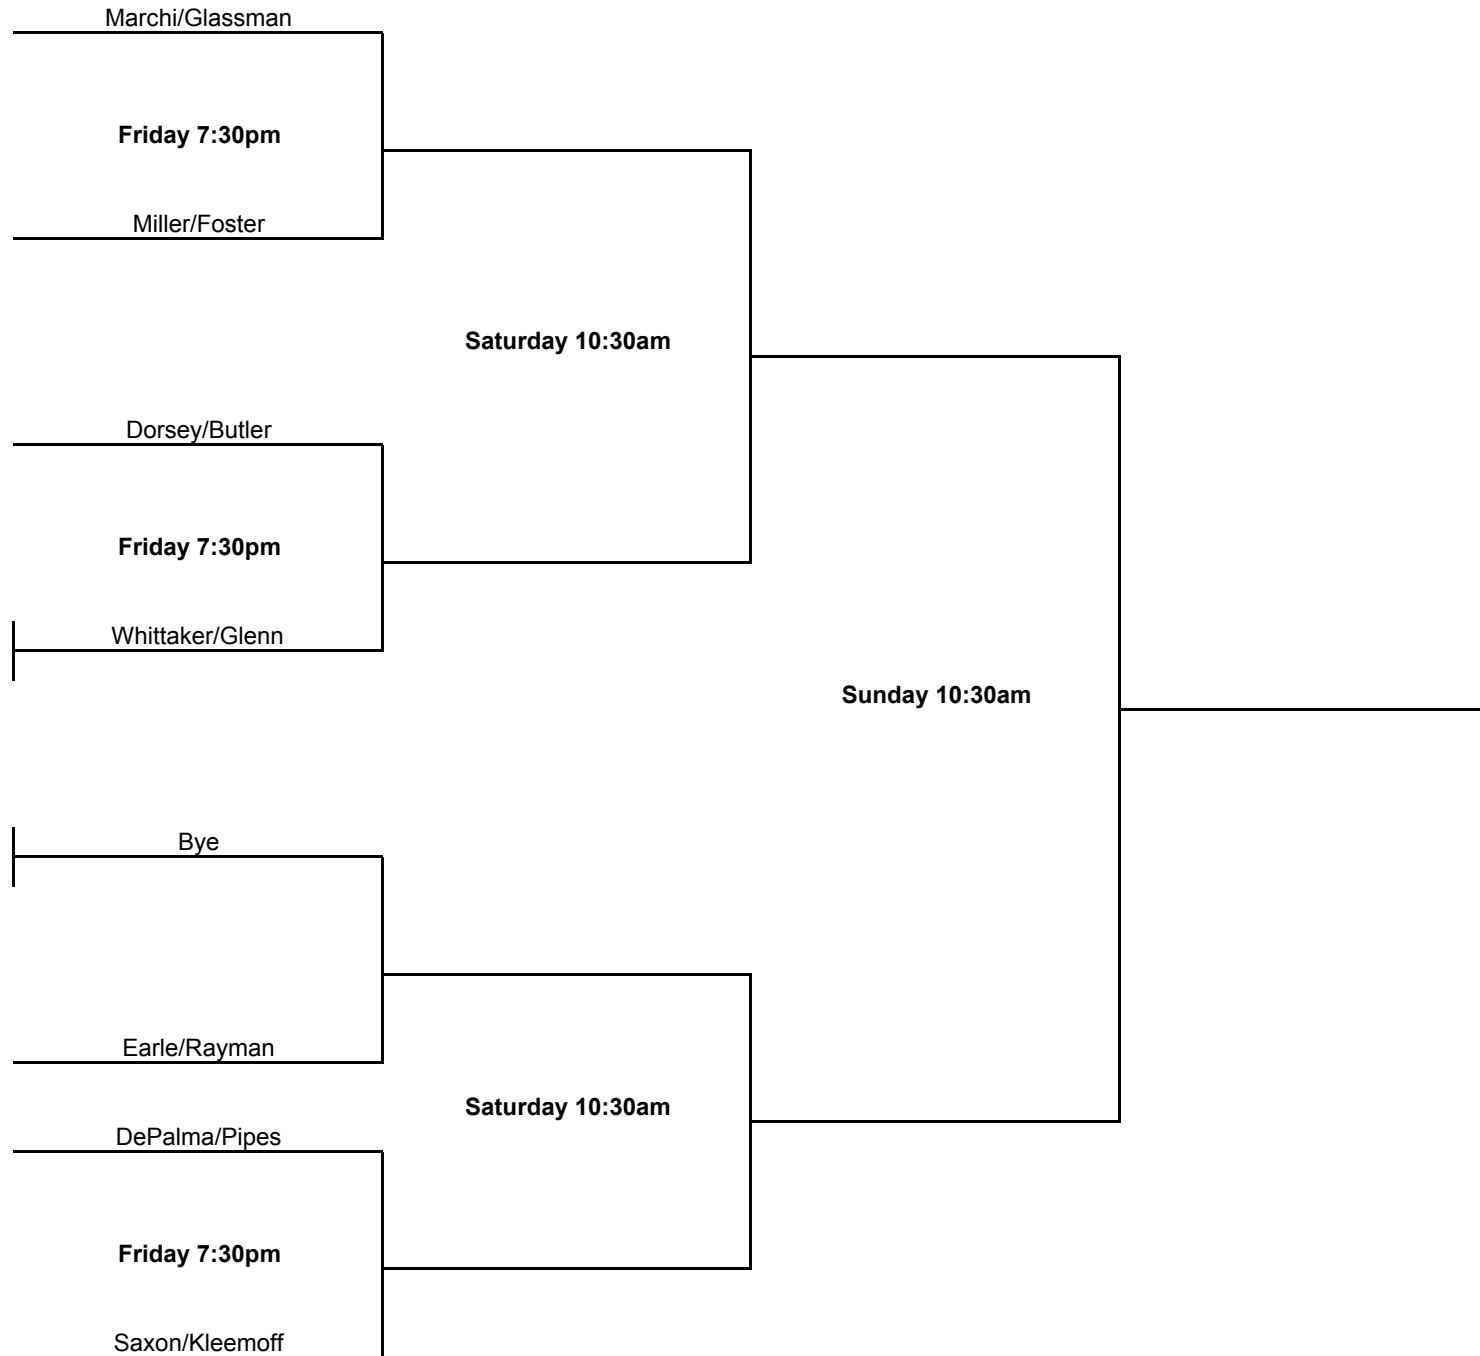 Marchi/Glassman
Friday 7:30pm
Miller/Foster
Saturday 10:30am
Dorsey/Butler
Friday 7:30pm
Whittaker/Glenn
Sunday 10:30am
Bye
Earle/Rayman
Saturday 10:30am
DePalma/Pipes
Friday 7:30pm
Saxon/Kleemoff